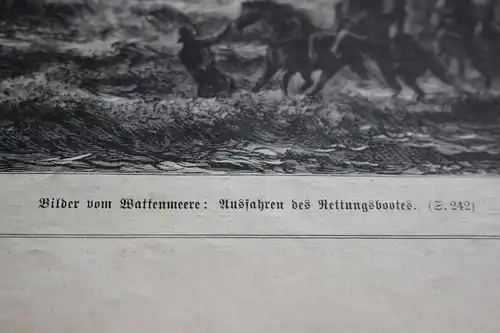 Bilder vom Wattenmeere: Ausfahren des Rettungsbootes. (S. 242)